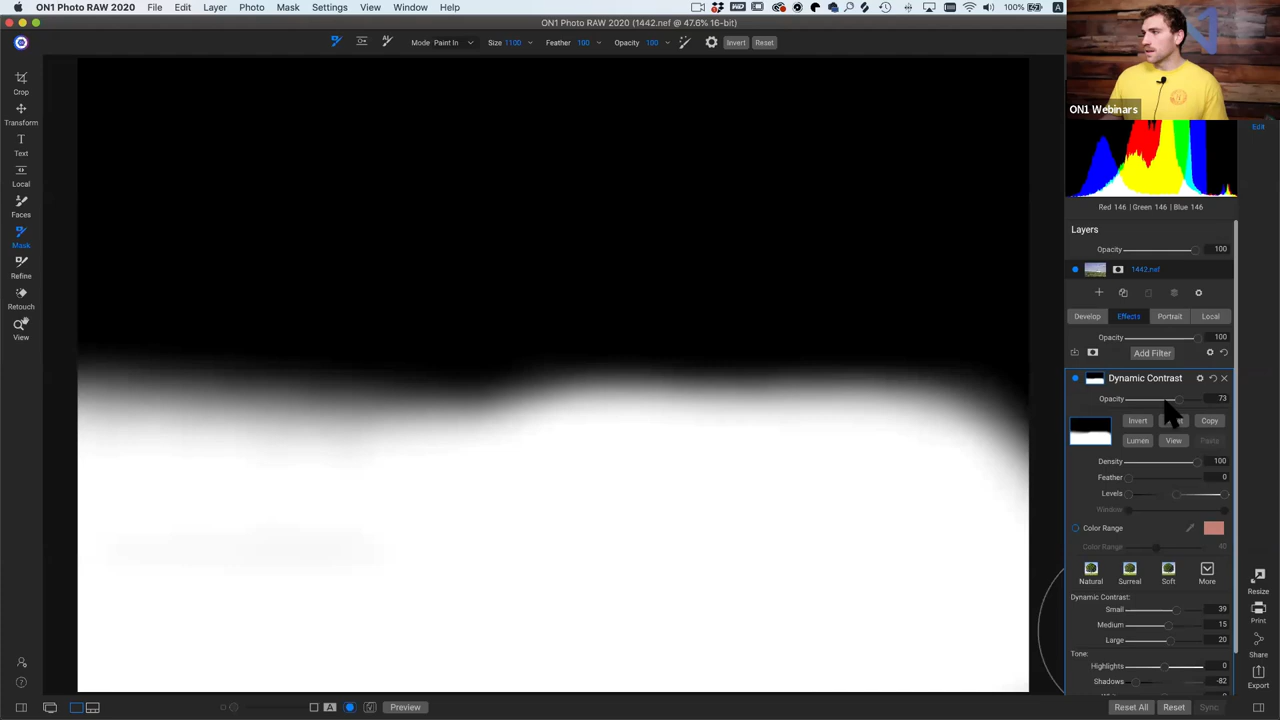 ON1 Photo RAW 2020 File Edit Layer Photo Mask Settings View Window Help 100%
ON1 Photo RAW 2020 (1442.nef @ 47.6% 16-bit)
Mode Paint In Size 1100 Feather 100 Opacity 100 Invert Reset
ON1 Webinars
Edit
Crop
Transform
Text
Local
Faces
Mask
Refine
Retouch
View
Red 146 | Green 146 | Blue 146
Layers
Opacity 100
1442.nef
Develop Effects Portrait Local
Opacity 100
Add Filter
Dynamic Contrast
Opacity 73
Invert Copy
Lumen View Paste
Density 100
Feather 0
Levels
Window
Color Range
Color Range 40
Natural Surreal Soft More
Dynamic Contrast:
Small 39
Medium 15
Large 20
Tone:
Highlights 0
Shadows -82
Resize
Print
Share
Export
A Preview
Reset All Reset Sync